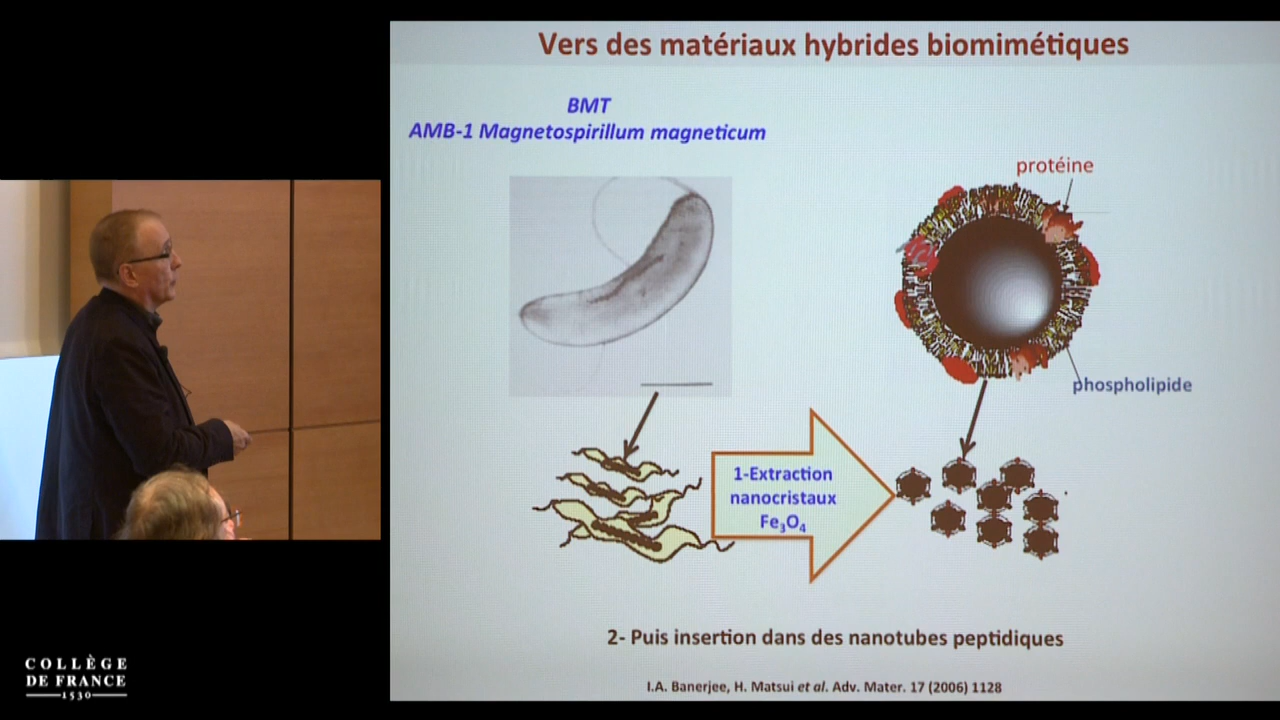 Vers des matériaux hybrides biomimétiques
BMT
AMB-1 Magnetospirillum magneticum
protéine
phospholipide
1-Extraction
nanocristaux
Fe₃O₄
2- Puis insertion dans des nanotubes peptidiques
I.A. Banerjee, H. Matsui et al. Adv. Mater. 17 (2006) 1128
COLLÈGE
DE FRANCE
1530